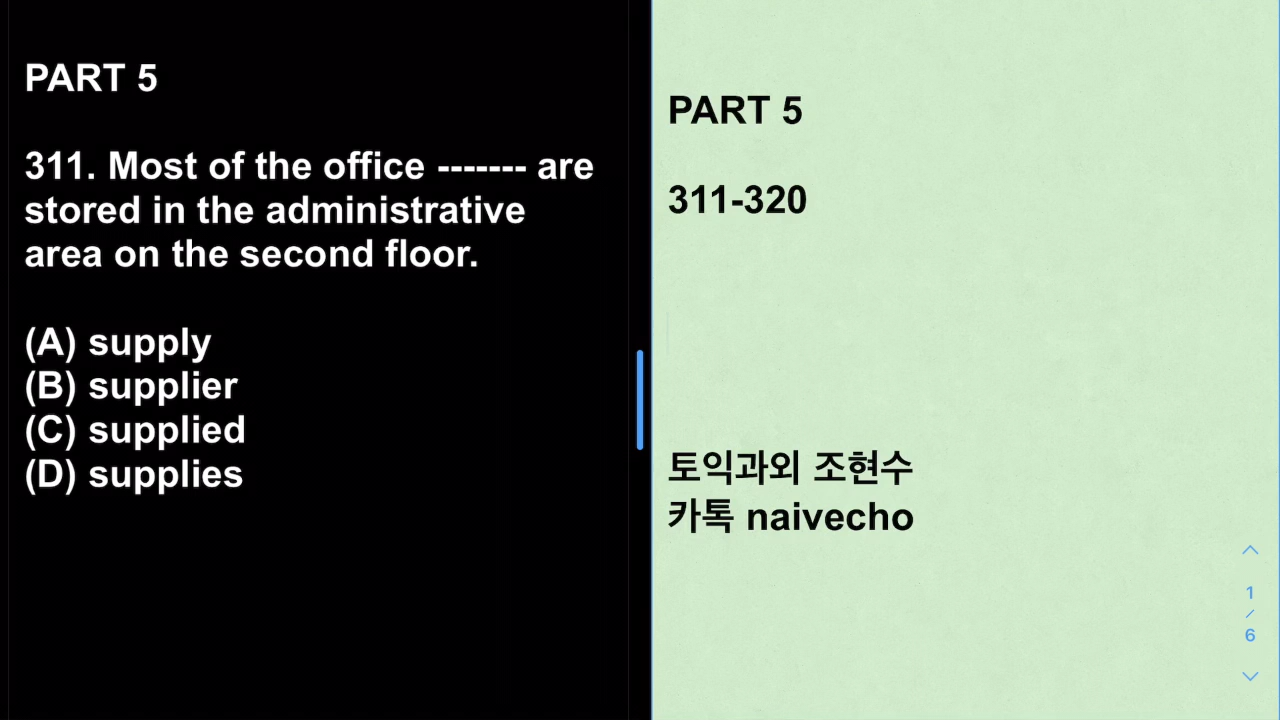 PART 5
311. Most of the office ------- are
stored in the administrative
area on the second floor.
(A) supply
(B) supplier
(C) supplied
(D) supplies
PART 5
311-320
토익과외 조현수
카톡 naivecho
1
/
6